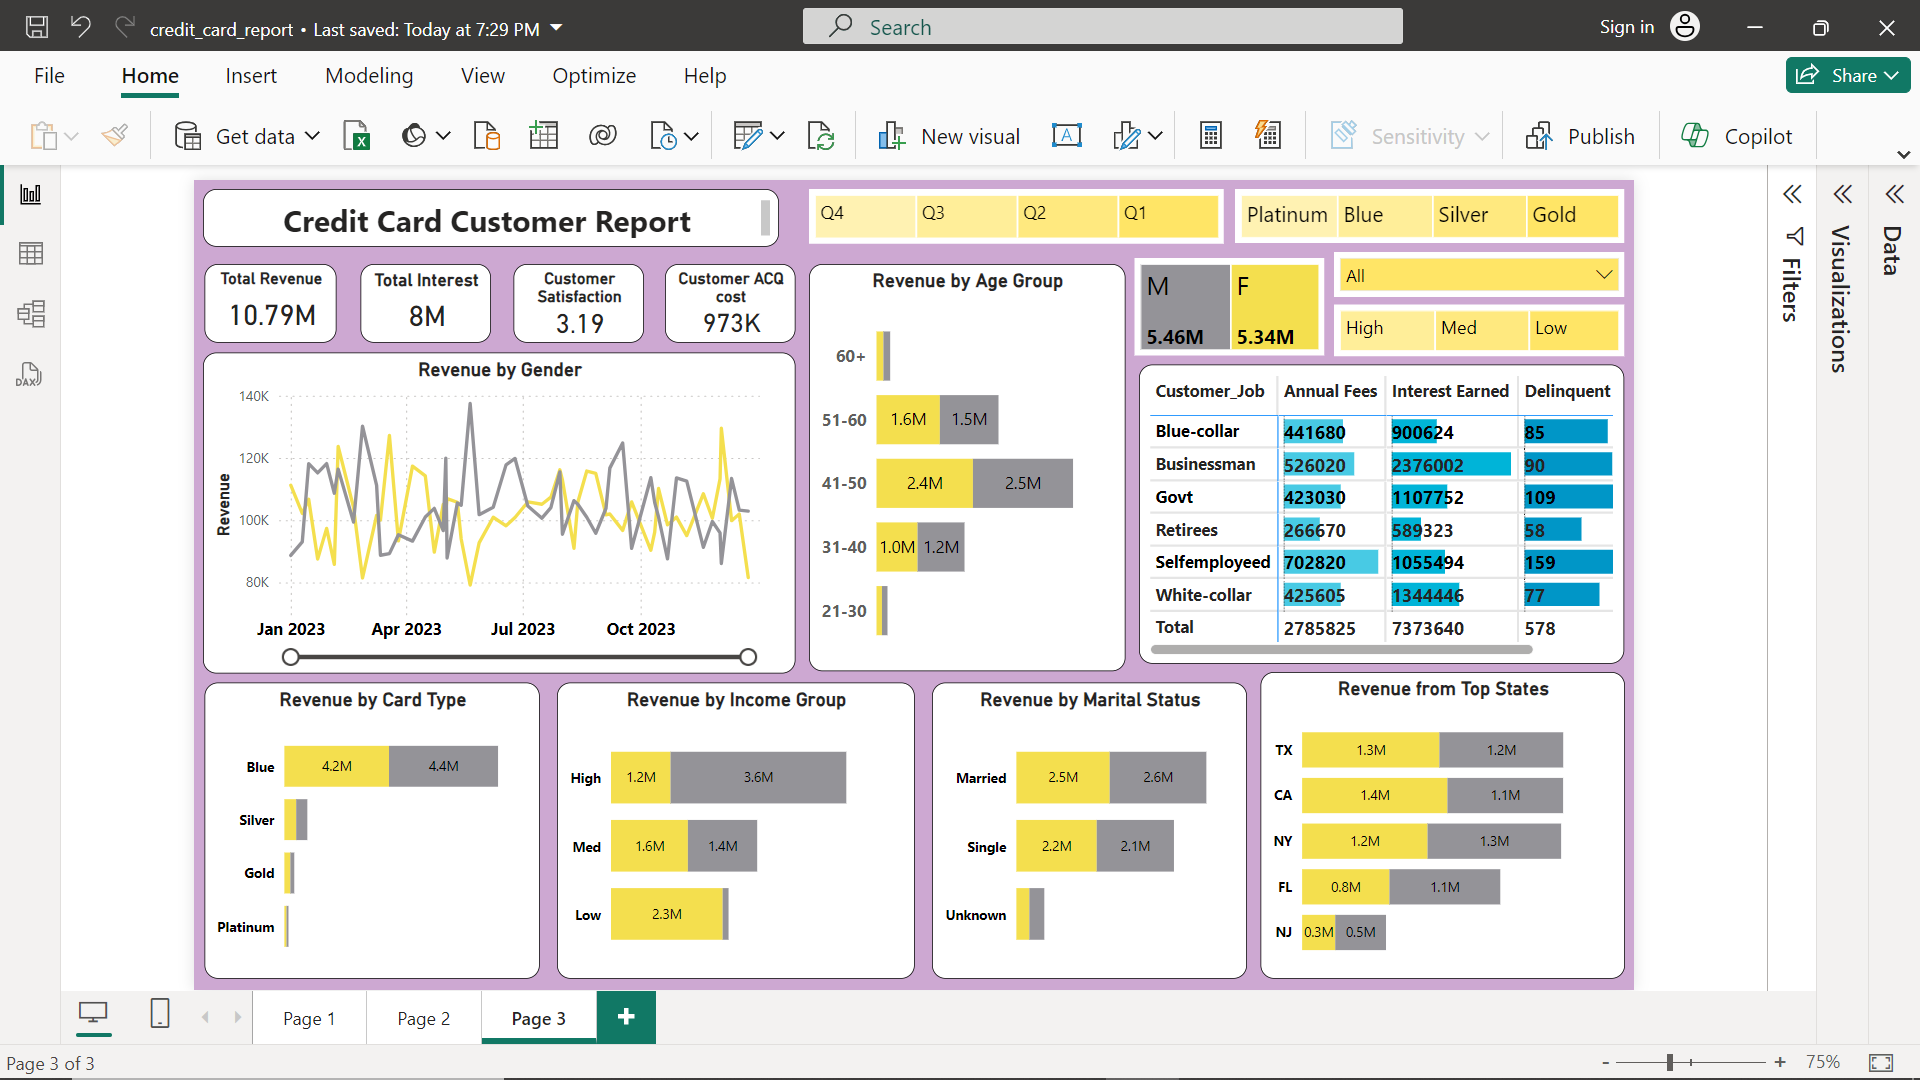 credit_card_report • Last saved: Today at 7:29 PM
Search
Sign in
File Home Insert Modeling View Optimize Help
Share
Get data
New visual
Sensitivity
Publish
Copilot
Credit Card Customer Report
Q4 Q3 Q2 Q1
Platinum Blue Silver Gold
Total Revenue
10.79M
Total Interest
8M
Customer
Satisfaction
3.19
Customer ACQ
cost
973K
M
5.46M
F
5.34M
All
High Med Low
Revenue by Gender
Revenue
140K
120K
100K
80K
Jan 2023 Apr 2023 Jul 2023 Oct 2023
Revenue by Age Group
60+
51-60 1.6M 1.5M
41-50 2.4M 2.5M
31-40 1.0M 1.2M
21-30
Customer_Job Annual Fees Interest Earned Delinquent
Blue-collar 441680 900624 85
Businessman 526020 2376002 90
Govt 423030 1107752 109
Retirees 266670 589323 58
Selfemployeed 702820 1055494 159
White-collar 425605 1344446 77
Total 2785825 7373640 578
Revenue by Card Type
Blue 4.2M 4.4M
Silver
Gold
Platinum
Revenue by Income Group
High 1.2M 3.6M
Med 1.6M 1.4M
Low 2.3M
Revenue by Marital Status
Married 2.5M 2.6M
Single 2.2M 2.1M
Unknown
Revenue from Top States
TX 1.3M 1.2M
CA 1.4M 1.1M
NY 1.2M 1.3M
FL 0.8M 1.1M
NJ 0.3M 0.5M
Filters
Visualizations
Data
DAX
A
Page 1 Page 2 Page 3 +
Page 3 of 3
- + 75%